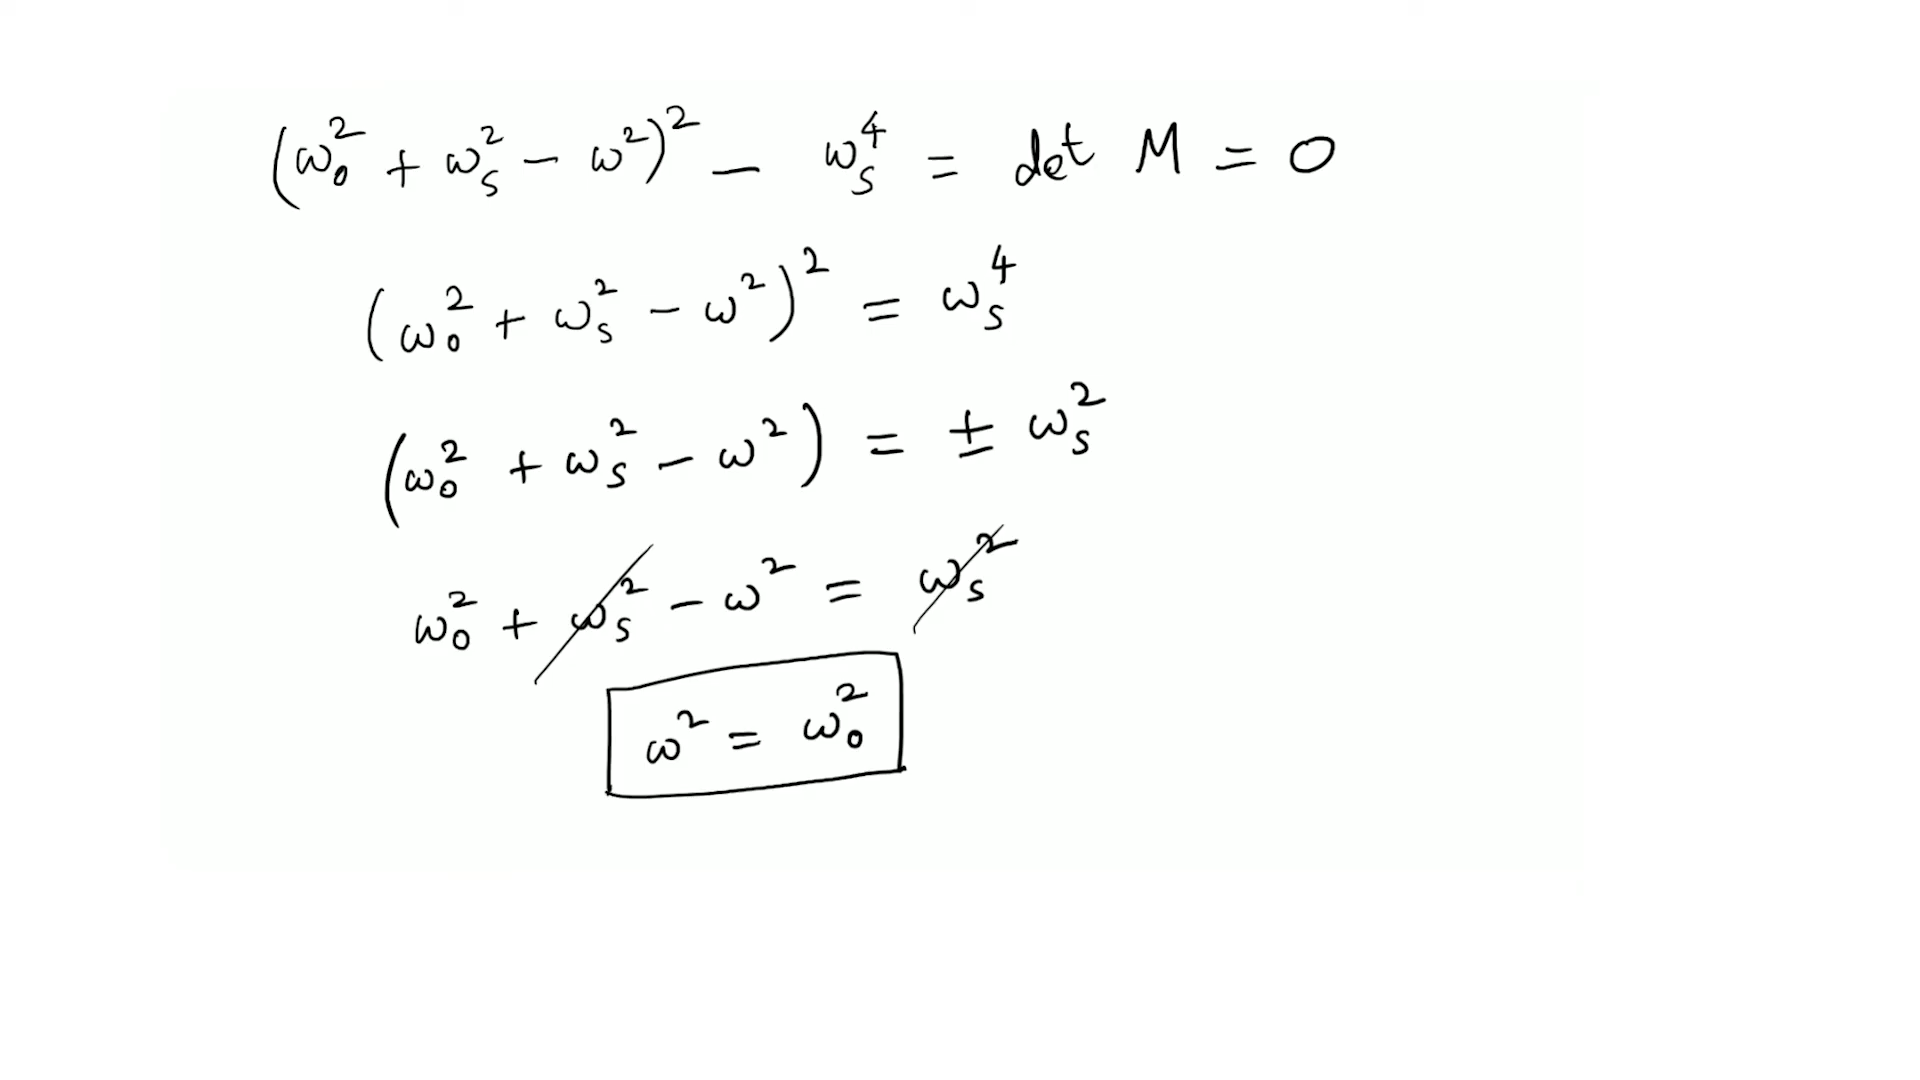 (ω₀² + ωₛ² − ω²)² − ωₛ⁴ = det M = 0
(ω₀² + ωₛ² − ω²)² = ωₛ⁴
(ω₀² + ωₛ² − ω²) = ± ωₛ²
ω₀² + ωₛ² − ω² = ωₛ²
ω² = ω₀²